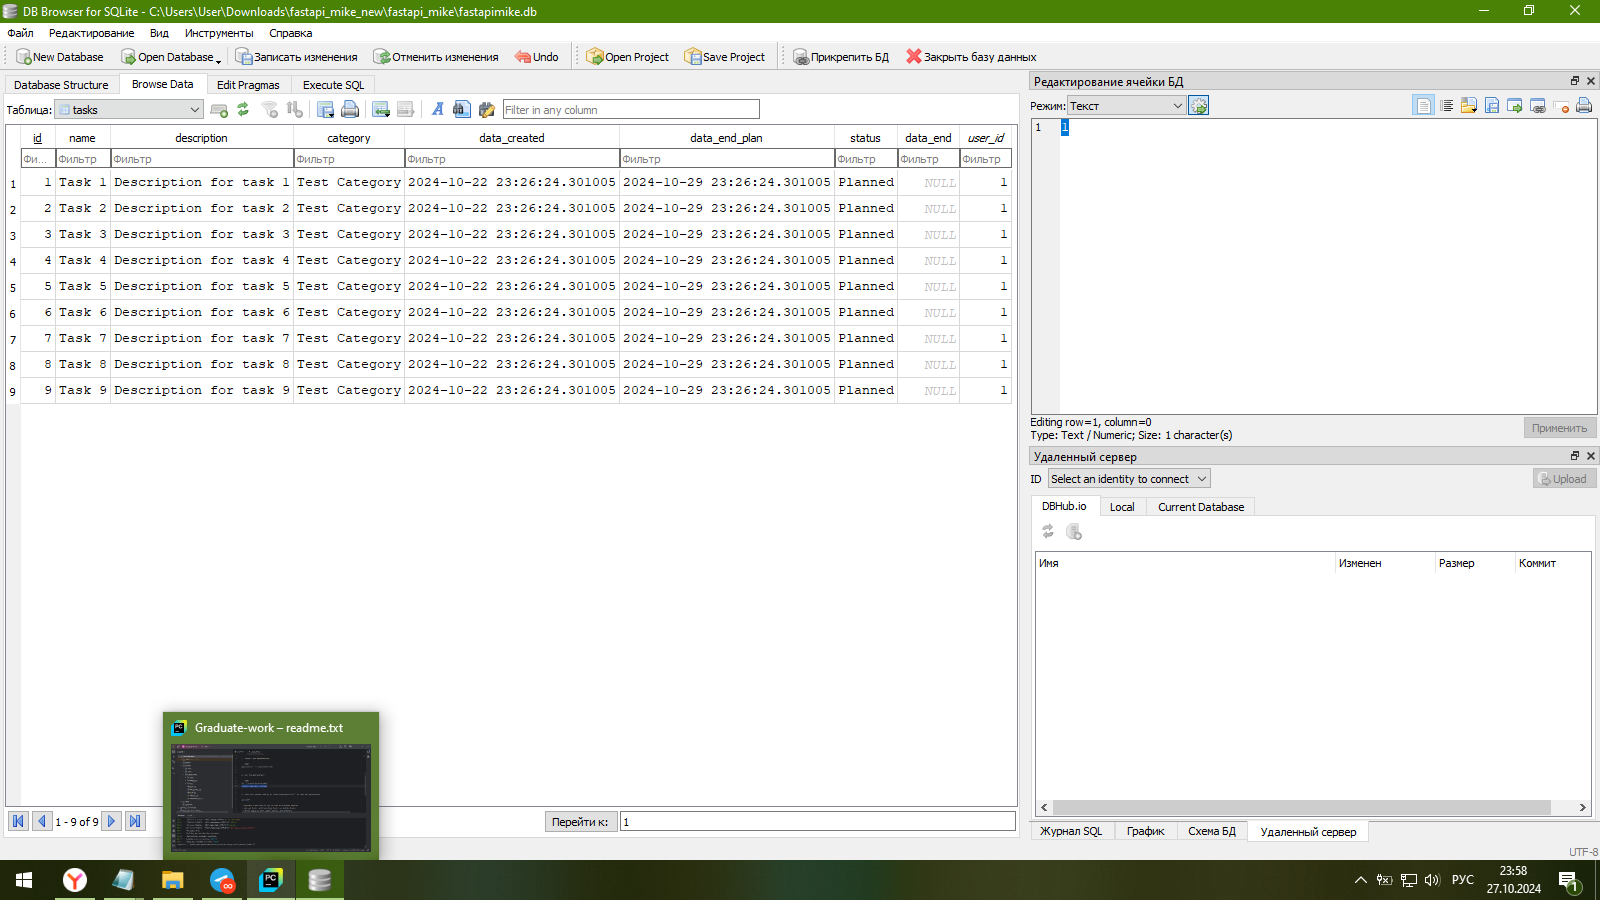 DB Browser for SQLite - C:\Users\User\Downloads\fastapi_mike_new\fastapi_mike\fastapimike.db
Файл Редактирование Вид Инструменты Справка
New Database Open Database Записать изменения Отменить изменения Undo Open Project Save Project Прикрепить БД Закрыть базу данных
Database Structure Browse Data Edit Pragmas Execute SQL
Таблица: tasks Filter in any column
id name description category data_created data_end_plan status data_end user_id
Фи... Фильтр Фильтр Фильтр Фильтр Фильтр Фильтр Фильтр Фильтр
1 1 Task 1 Description for task 1 Test Category 2024-10-22 23:26:24.301005 2024-10-29 23:26:24.301005 Planned NULL 1
2 2 Task 2 Description for task 2 Test Category 2024-10-22 23:26:24.301005 2024-10-29 23:26:24.301005 Planned NULL 1
3 3 Task 3 Description for task 3 Test Category 2024-10-22 23:26:24.301005 2024-10-29 23:26:24.301005 Planned NULL 1
4 4 Task 4 Description for task 4 Test Category 2024-10-22 23:26:24.301005 2024-10-29 23:26:24.301005 Planned NULL 1
5 5 Task 5 Description for task 5 Test Category 2024-10-22 23:26:24.301005 2024-10-29 23:26:24.301005 Planned NULL 1
6 6 Task 6 Description for task 6 Test Category 2024-10-22 23:26:24.301005 2024-10-29 23:26:24.301005 Planned NULL 1
7 7 Task 7 Description for task 7 Test Category 2024-10-22 23:26:24.301005 2024-10-29 23:26:24.301005 Planned NULL 1
8 8 Task 8 Description for task 8 Test Category 2024-10-22 23:26:24.301005 2024-10-29 23:26:24.301005 Planned NULL 1
9 9 Task 9 Description for task 9 Test Category 2024-10-22 23:26:24.301005 2024-10-29 23:26:24.301005 Planned NULL 1
1 - 9 of 9 Перейти к: 1
Редактирование ячейки БД
Режим: Текст
1 1
Editing row=1, column=0
Type: Text / Numeric; Size: 1 character(s)
Применить
Удаленный сервер
ID Select an identity to connect Upload
DBHub.io Local Current Database
Имя Изменен Размер Коммит
Журнал SQL График Схема БД Удаленный сервер
UTF-8
Graduate-work – readme.txt
РУС 23:58
27.10.2024
1